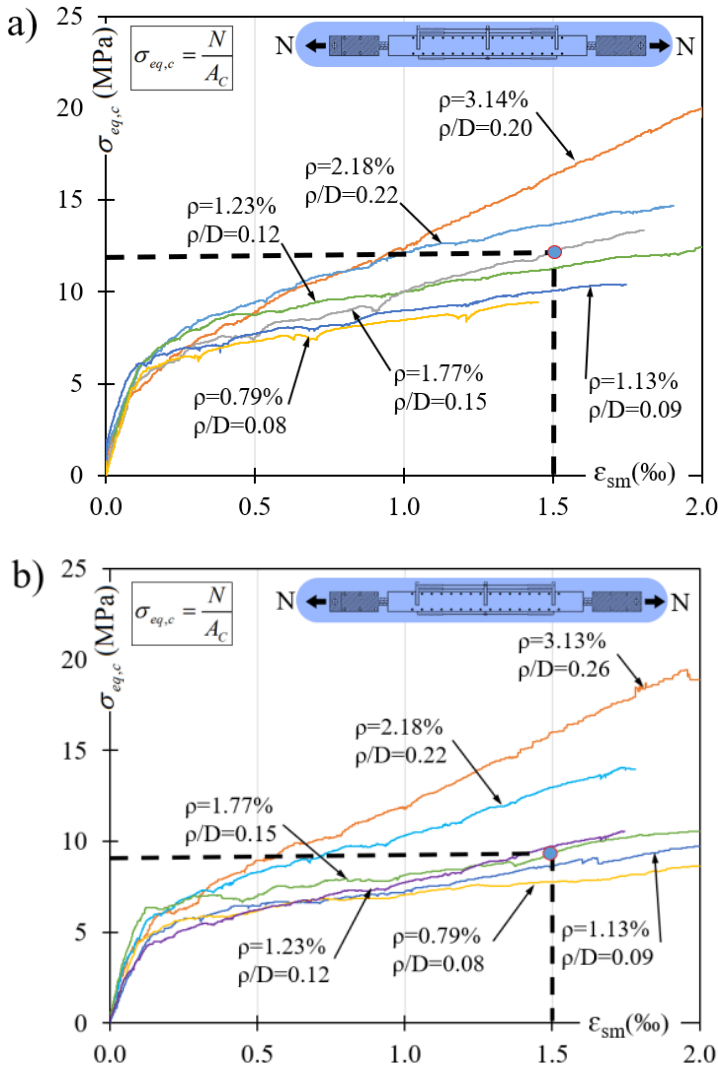 a)
σeq,c (MPa)
25
20
15
10
5
0
σeq,c = N/AC
N
N
ρ=3.14%
ρ/D=0.20
ρ=2.18%
ρ/D=0.22
ρ=1.23%
ρ/D=0.12
ρ=1.77%
ρ/D=0.15
ρ=0.79%
ρ/D=0.08
ρ=1.13%
ρ/D=0.09
εsm(‰)
0.0 0.5 1.0 1.5 2.0
b)
σeq,c (MPa)
25
20
15
10
5
0
σeq,c = N/AC
N
N
ρ=3.13%
ρ/D=0.26
ρ=2.18%
ρ/D=0.22
ρ=1.77%
ρ/D=0.15
ρ=1.23%
ρ/D=0.12
ρ=0.79%
ρ/D=0.08
ρ=1.13%
ρ/D=0.09
εsm(‰)
0.0 0.5 1.0 1.5 2.0